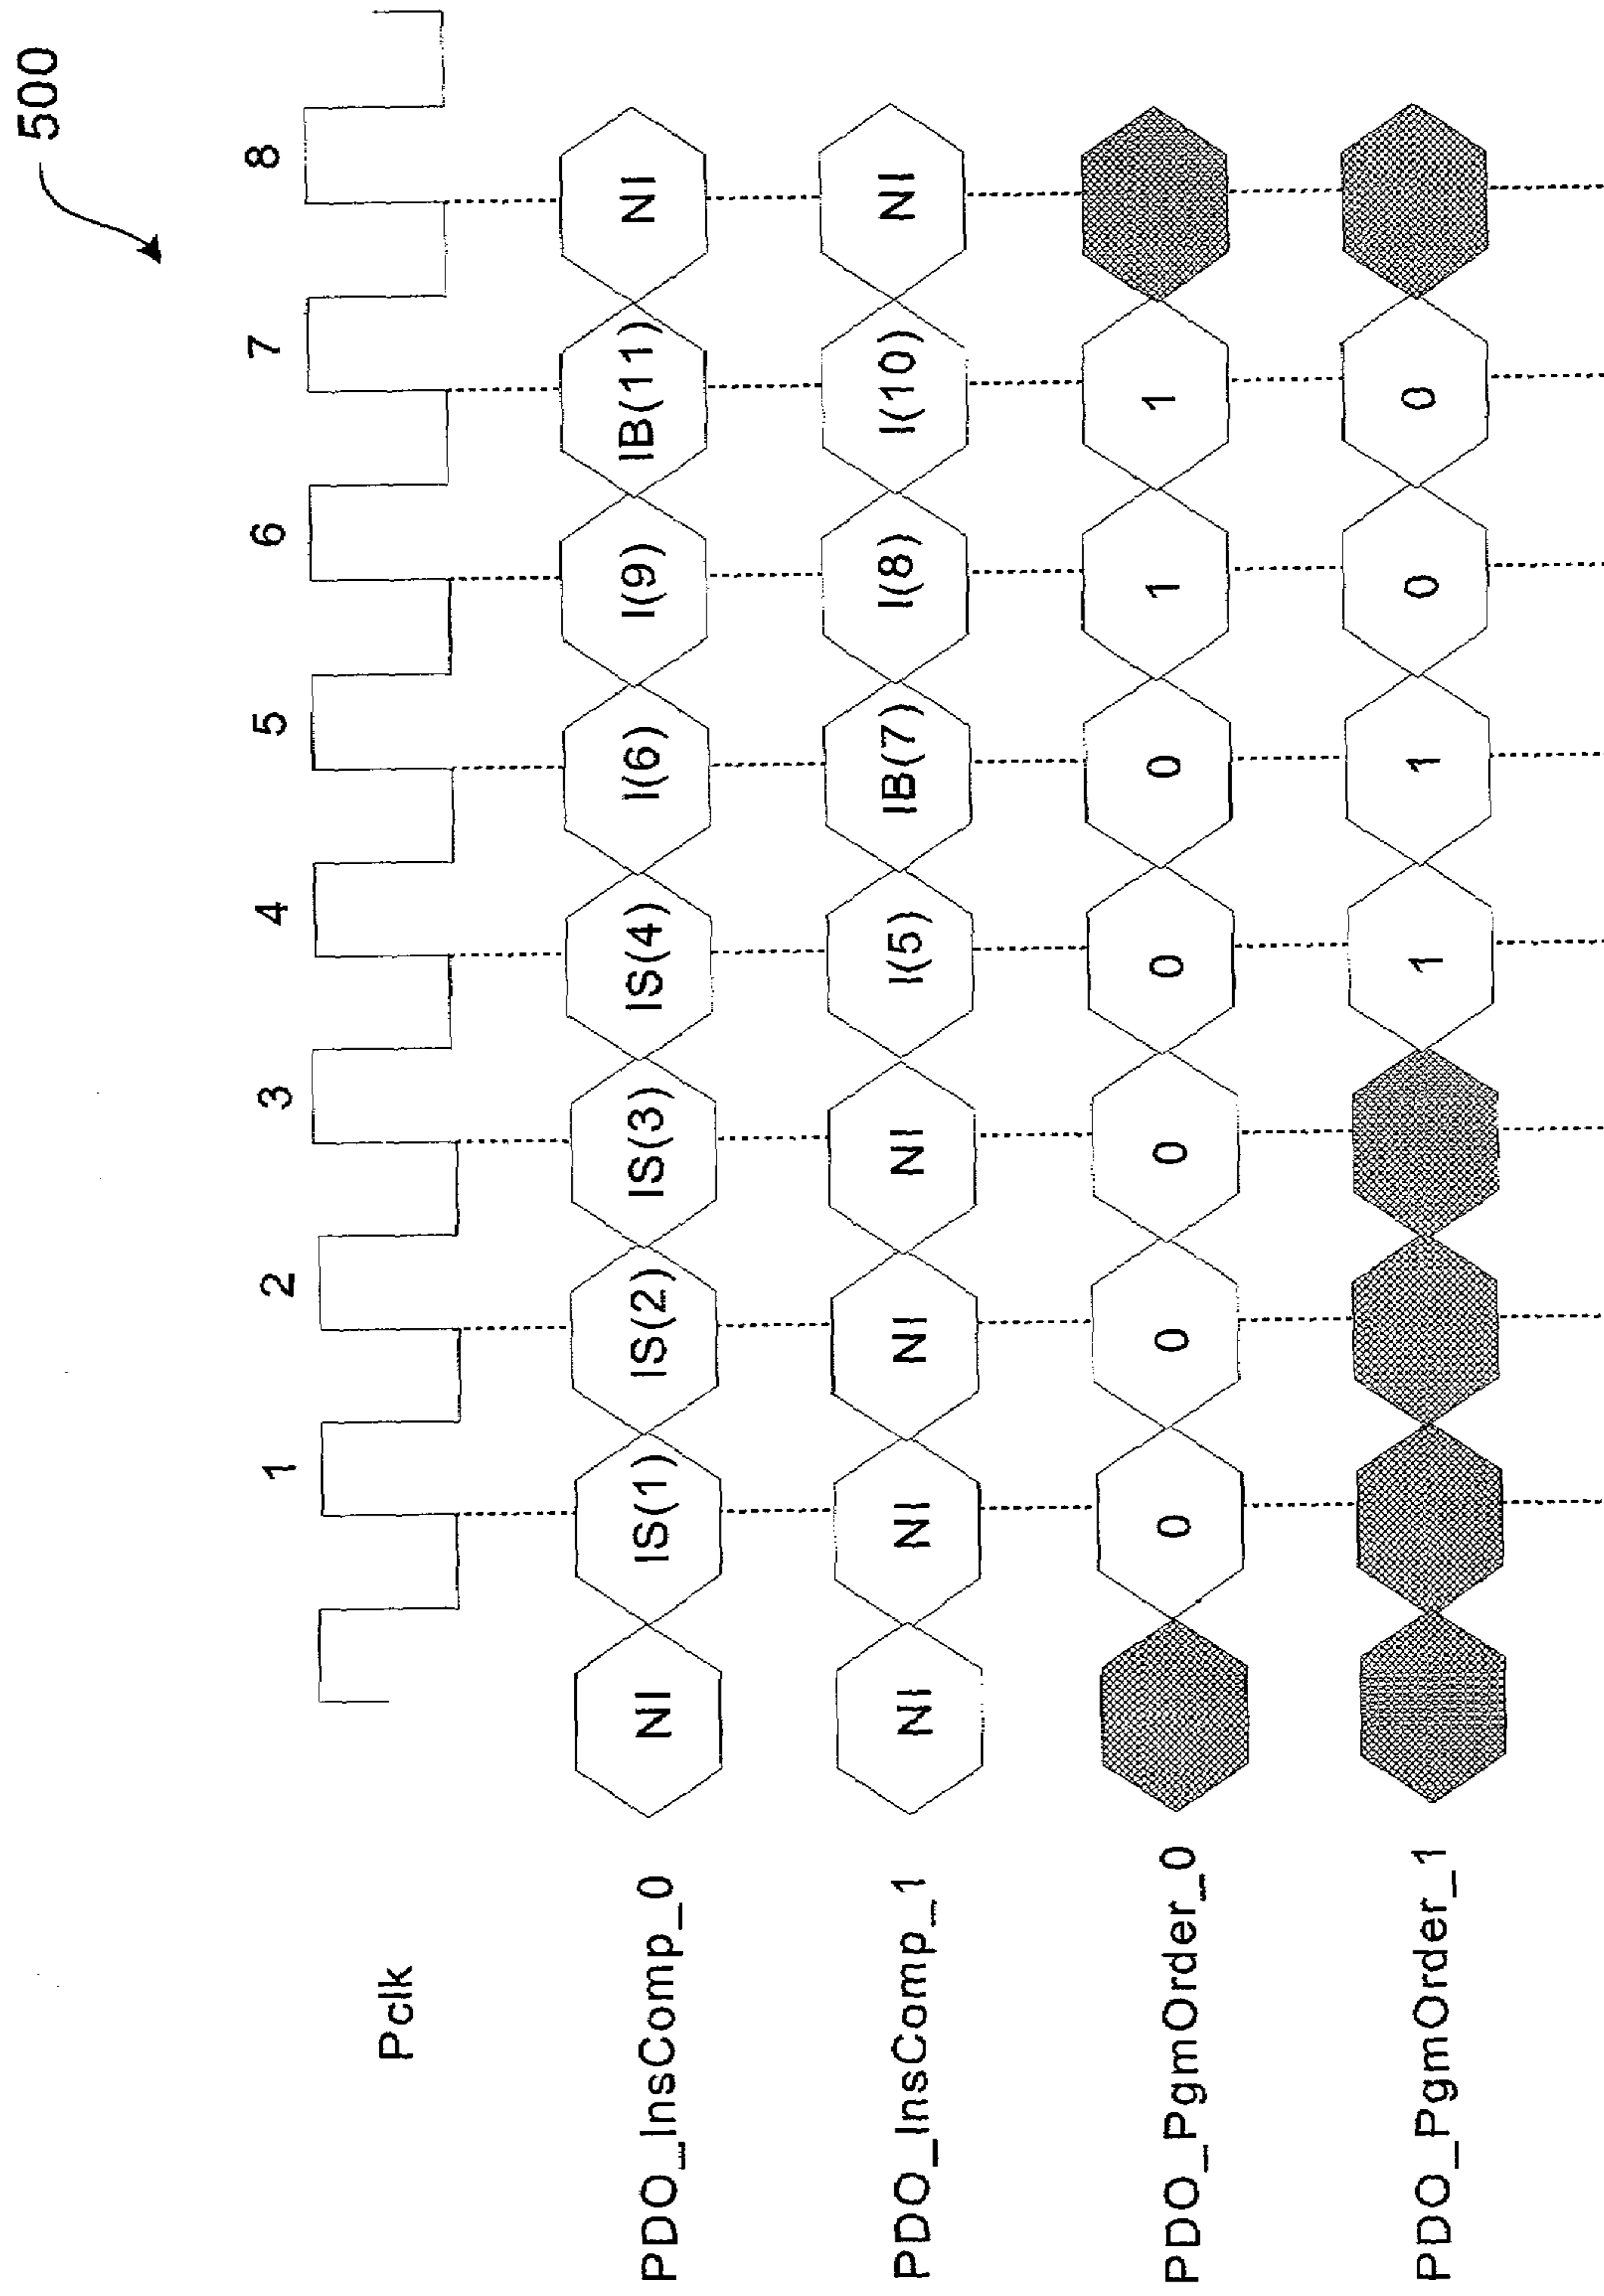 500
1 2 3 4 5 6 7 8
Pclk
PDO_InsComp_0 NI IS(1) IS(2) IS(3) IS(4) I(6) I(9) IB(11) NI
PDO_InsComp_1 NI NI NI NI I(5) IB(7) I(8) I(10) NI
PDO_PgmOrder_0 0 0 0 0 0 1 1
PDO_PgmOrder_1 1 1 0 0